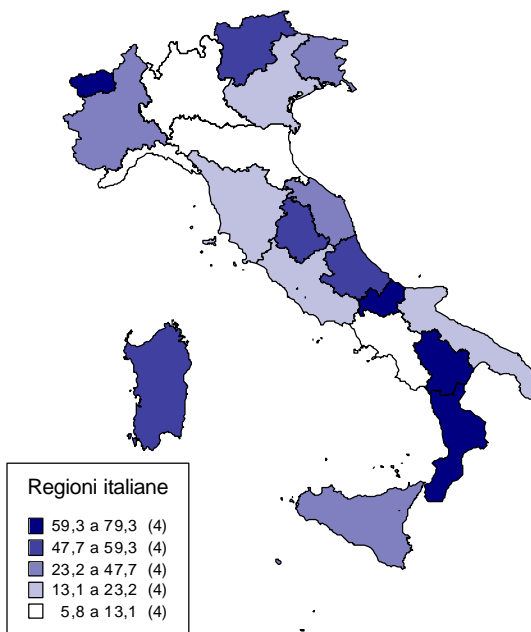 Regioni italiane
59,3 a 79,3 (4)
47,7 a 59,3 (4)
23,2 a 47,7 (4)
13,1 a 23,2 (4)
5,8 a 13,1 (4)